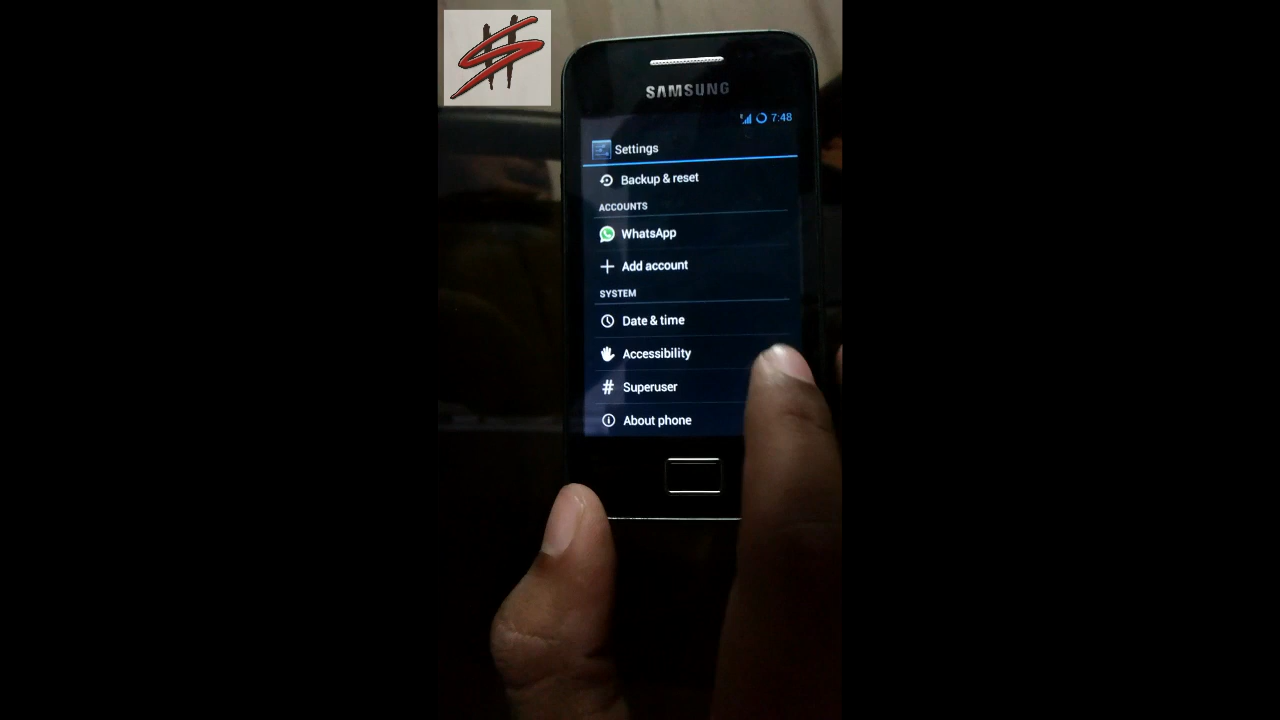 SAMSUNG
7:48
Settings
Backup & reset
ACCOUNTS
WhatsApp
Add account
SYSTEM
Date & time
Accessibility
# Superuser
About phone